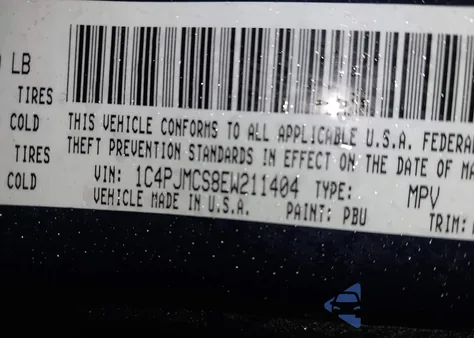 LB
TIRES
COLD THIS VEHICLE CONFORMS TO ALL APPLICABLE U.S.A. FEDERAL
TIRES THEFT PREVENTION STANDARDS IN EFFECT ON THE DATE OF
COLD VIN: 1C4PJMCS8EW211404 TYPE: MPV
VEHICLE MADE IN U.S.A. PAINT: PBU TRIM: